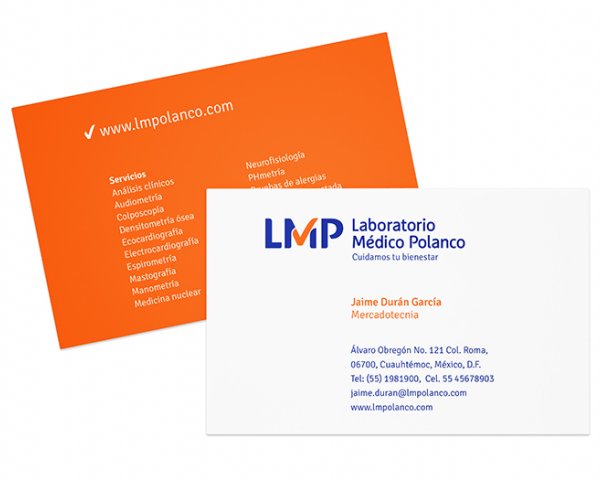 www.lmpolanco.com
Servicios
Análisis clínicos
Audiometría
Colposcopía
Densitometría ósea
Ecocardiografía
Electrocardiografía
Espirometría
Mastografía
Manometría
Medicina nuclear
Neurofisiología
PHmetría
Pruebas de alergias
LMP
Laboratorio
Médico Polanco
Cuidamos tu bienestar
Jaime Durán García
Mercadotecnia
Álvaro Obregón No. 121 Col. Roma,
06700, Cuauhtémoc, México, D.F.
Tel: (55) 1981900, Cel. 55 45678903
jaime.duran@lmpolanco.com
www.lmpolanco.com